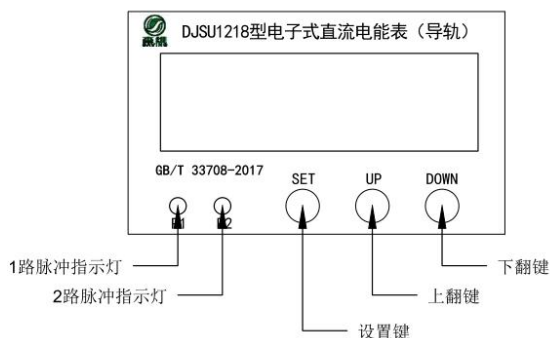 DJSU1218型电子式直流电能表（导轨）
GB/T 33708-2017
SET
UP
DOWN
1路脉冲指示灯
下翻键
2路脉冲指示灯
上翻键
设置键